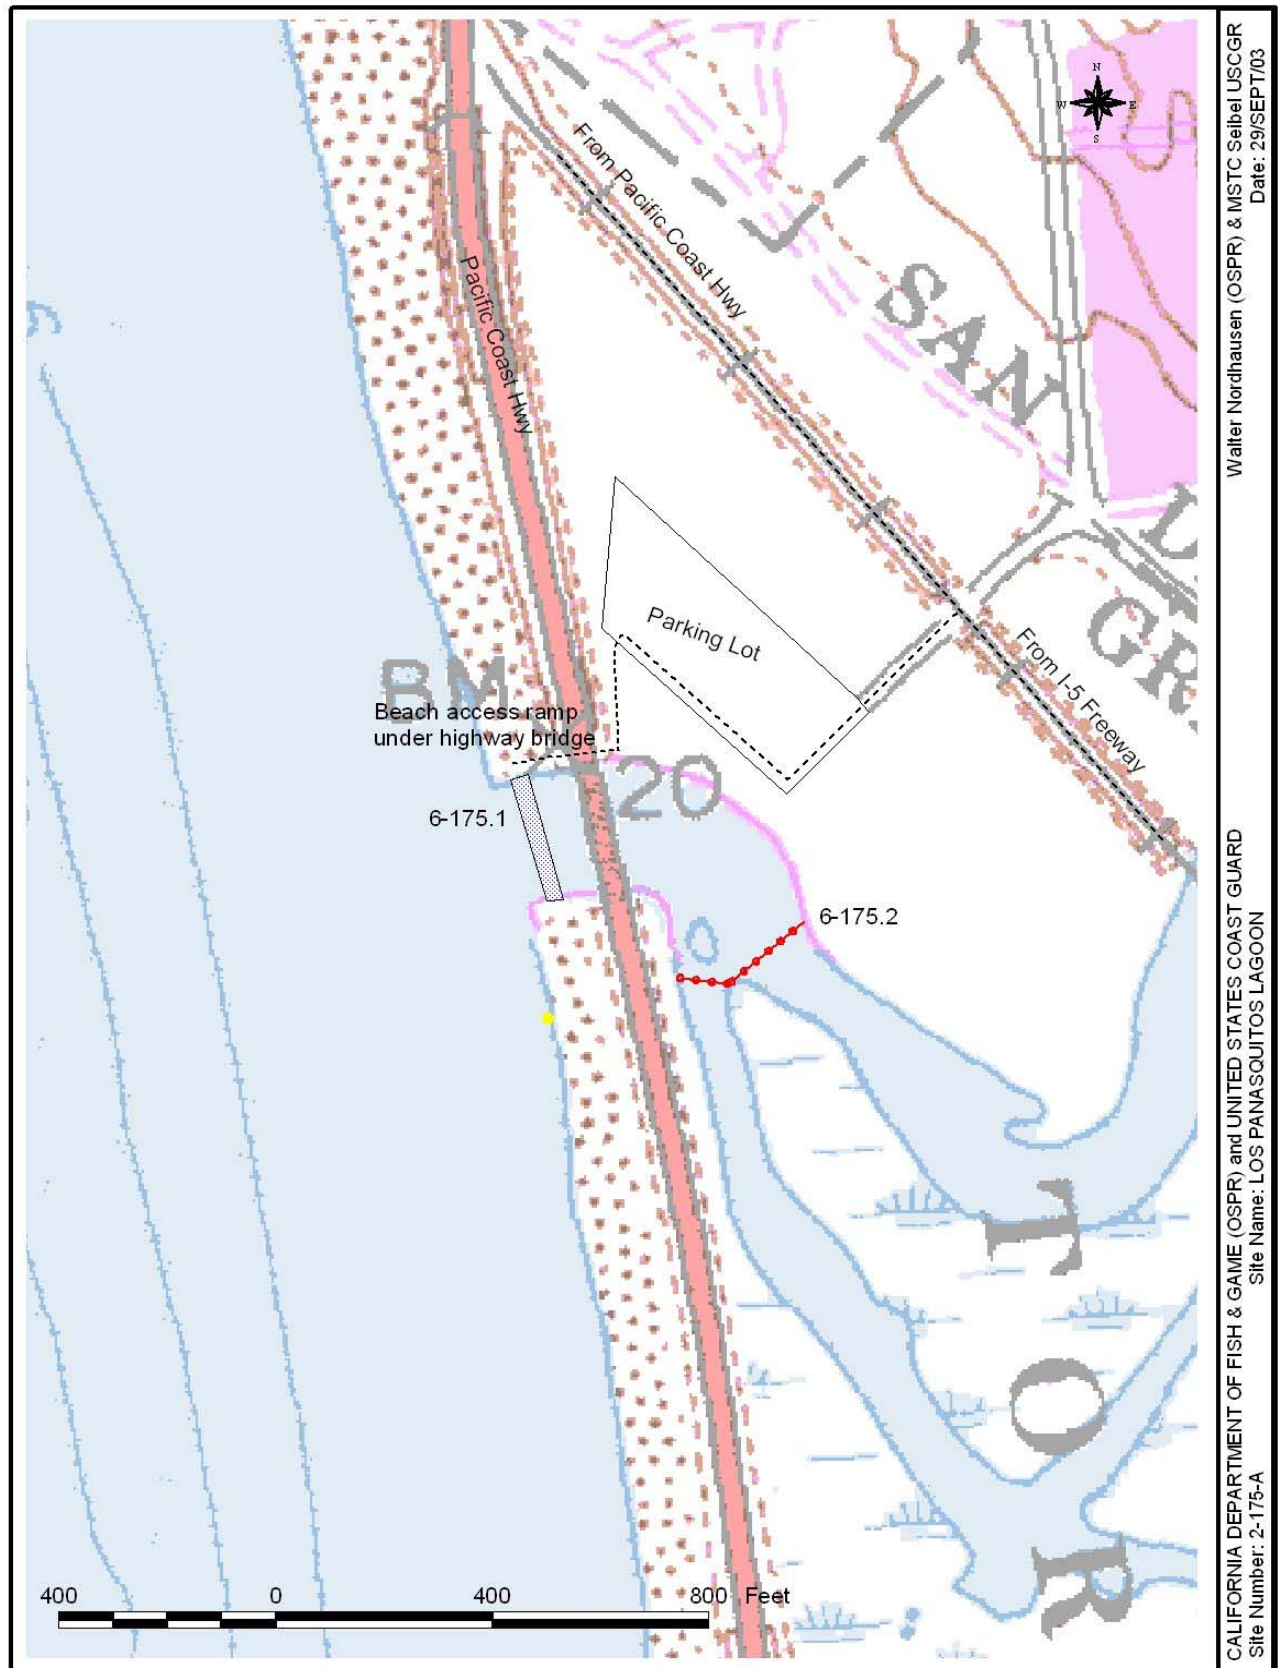 N
W E
S
From Pacific Coast Hwy
Pacific Coast Hwy
SAN
Parking Lot
GR
From I-5 Freeway
BM
Beach access ramp
under highway bridge
20
6-175.1
6-175.2
T
O
R
400 0 400 800 Feet
Walter Nordhausen (OSPR) & MSTC Seibel USCGR
Date: 29/SEPT/03
CALIFORNIA DEPARTMENT OF FISH & GAME (OSPR) and UNITED STATES COAST GUARD
Site Name: LOS PANASQUITOS LAGOON
Site Number: 2-175-A